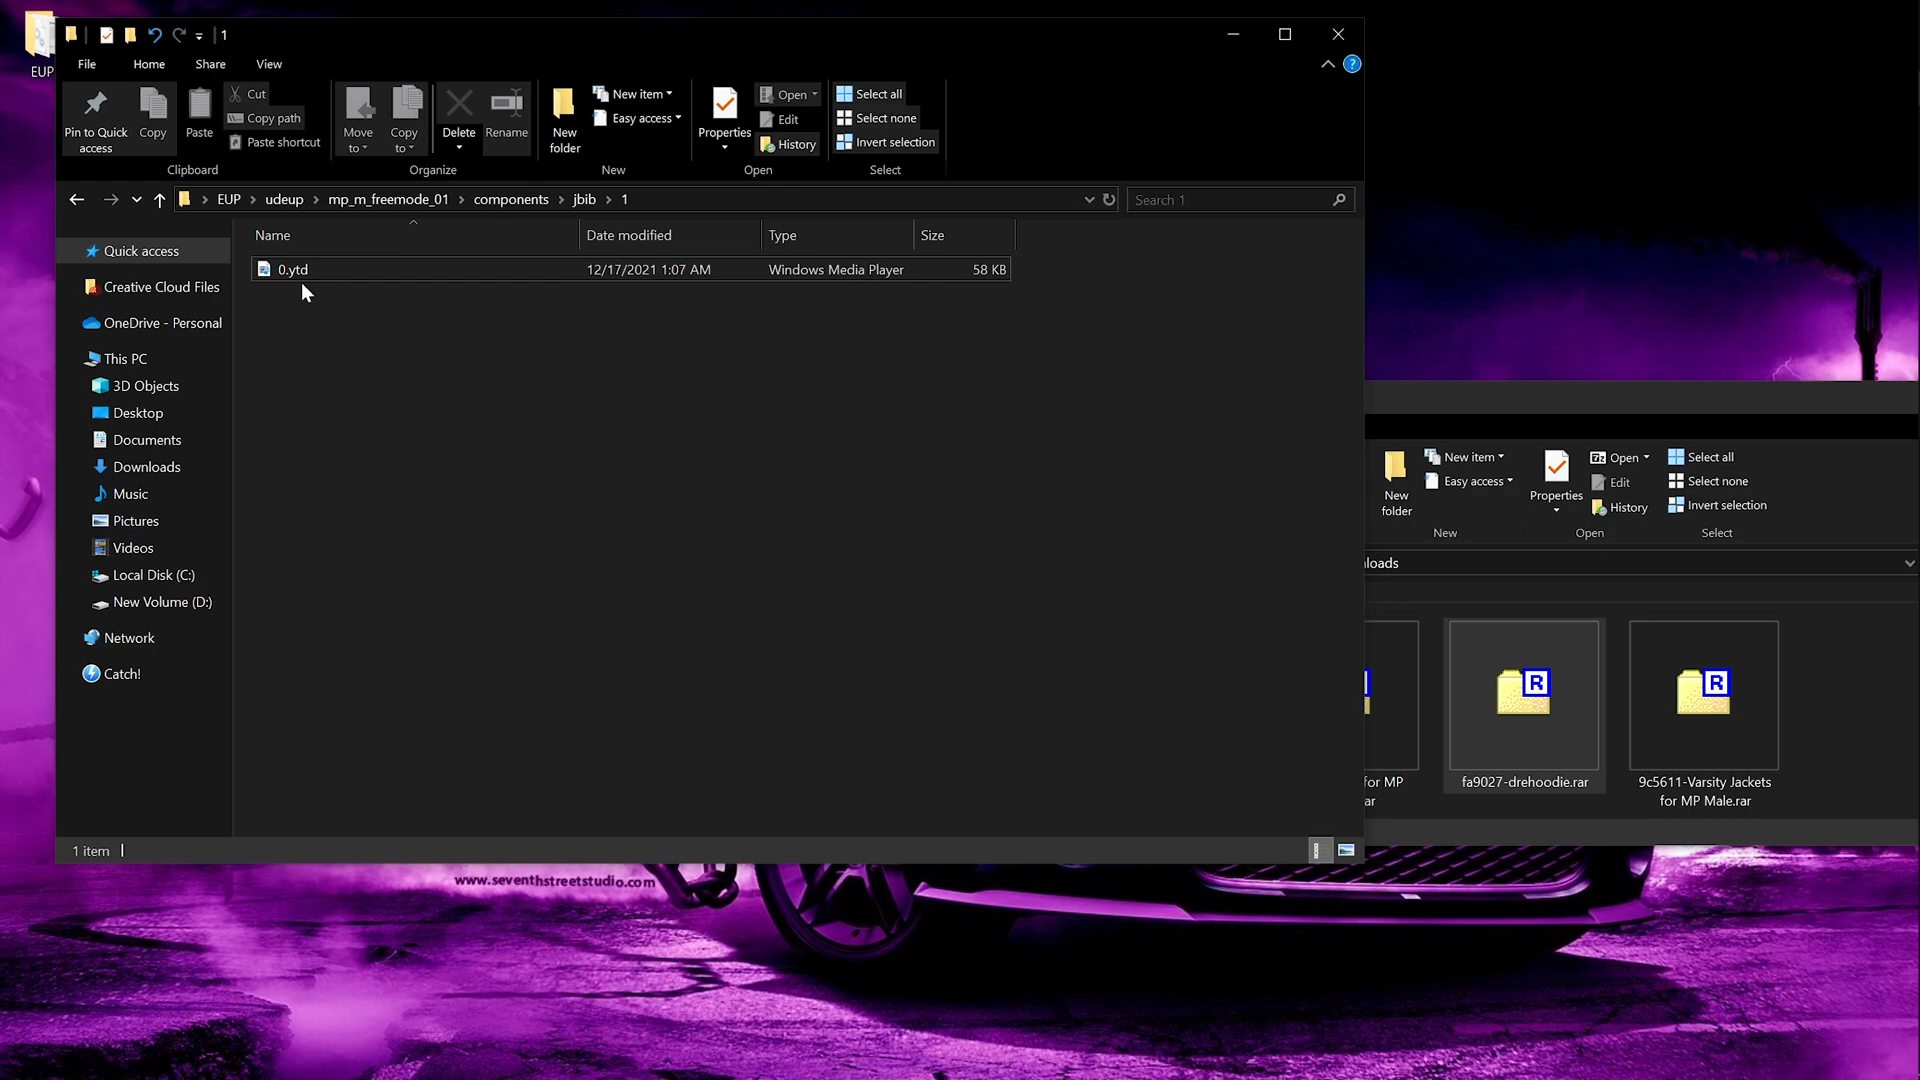 EUP
1
File Home Share View
Pin to Quick access
Copy
Paste
Cut
Copy path
Paste shortcut
Clipboard
Move to
Copy to
Delete
Rename
Organize
New folder
New item
Easy access
New
Properties
Open
Edit
History
Open
Select all
Select none
Invert selection
Select
EUP > udeup > mp_m_freemode_01 > components > jbib > 1
Search 1
Name Date modified Type Size
0.ytd 12/17/2021 1:07 AM Windows Media Player 58 KB
Quick access
Creative Cloud Files
OneDrive - Personal
This PC
3D Objects
Desktop
Documents
Downloads
Music
Pictures
Videos
Local Disk (C:)
New Volume (D:)
Network
Catch!
1 item
New folder
New item
Easy access
New
Properties
Open
Edit
History
Open
Select all
Select none
Invert selection
Select
loads
for MP
ar
R
fa9027-drehoodie.rar
R
9c5611-Varsity Jackets
for MP Male.rar
www.seventhstreetstudio.com